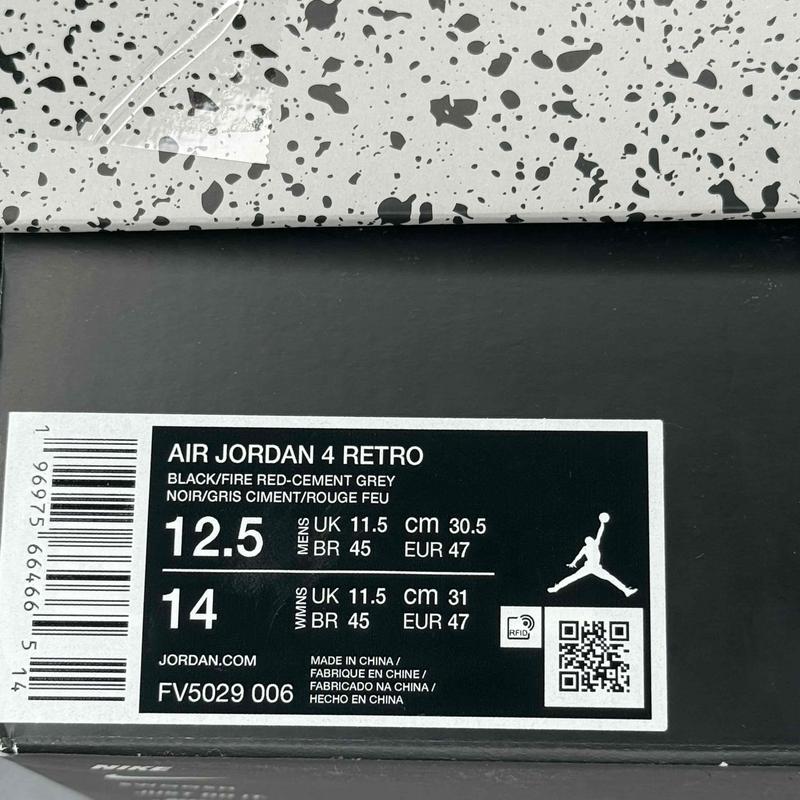 AIR JORDAN 4 RETRO
BLACK/FIRE RED-CEMENT GREY
NOIR/GRIS CIMENT/ROUGE FEU
12.5 MENS UK 11.5 cm 30.5
BR 45 EUR 47
14 WMNS UK 11.5 cm 31
BR 45 EUR 47
JORDAN.COM
FV5029 006
MADE IN CHINA /
FABRIQUE EN CHINE /
FABRICADO NA CHINA /
HECHO EN CHINA
RFID
1 96975 66466 5 14
NIKE